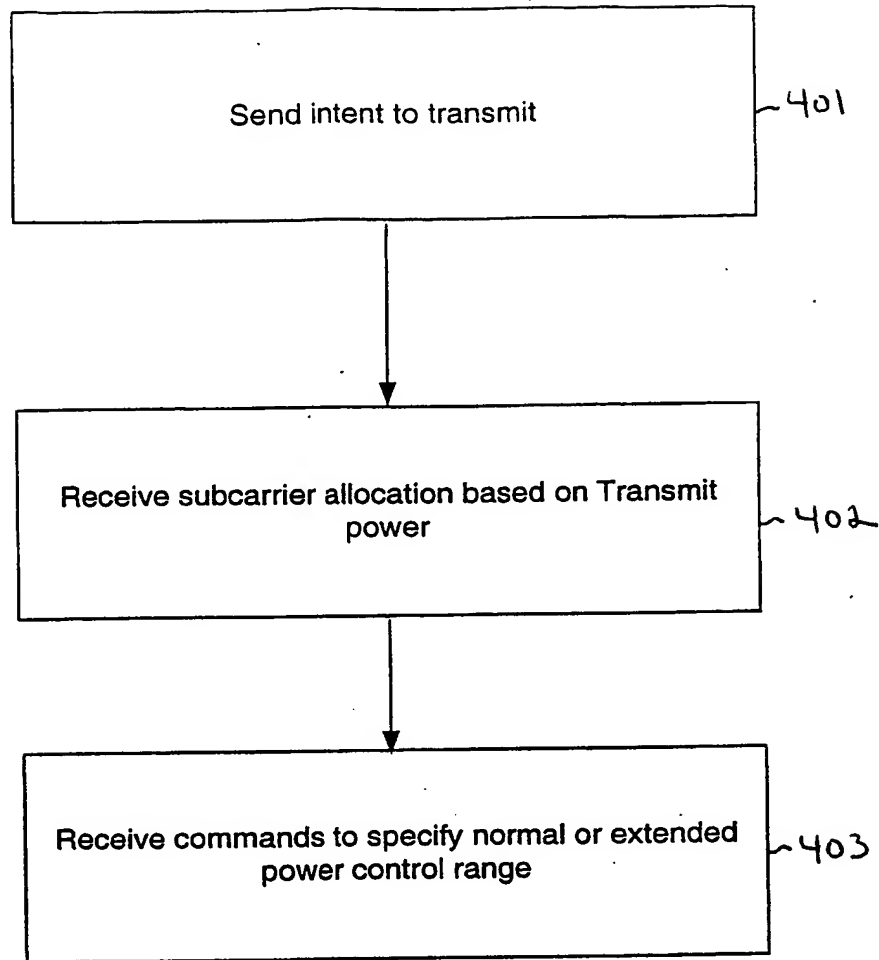 Send intent to transmit
401
Receive subcarrier allocation based on Transmit
power
402
Receive commands to specify normal or extended
power control range
403